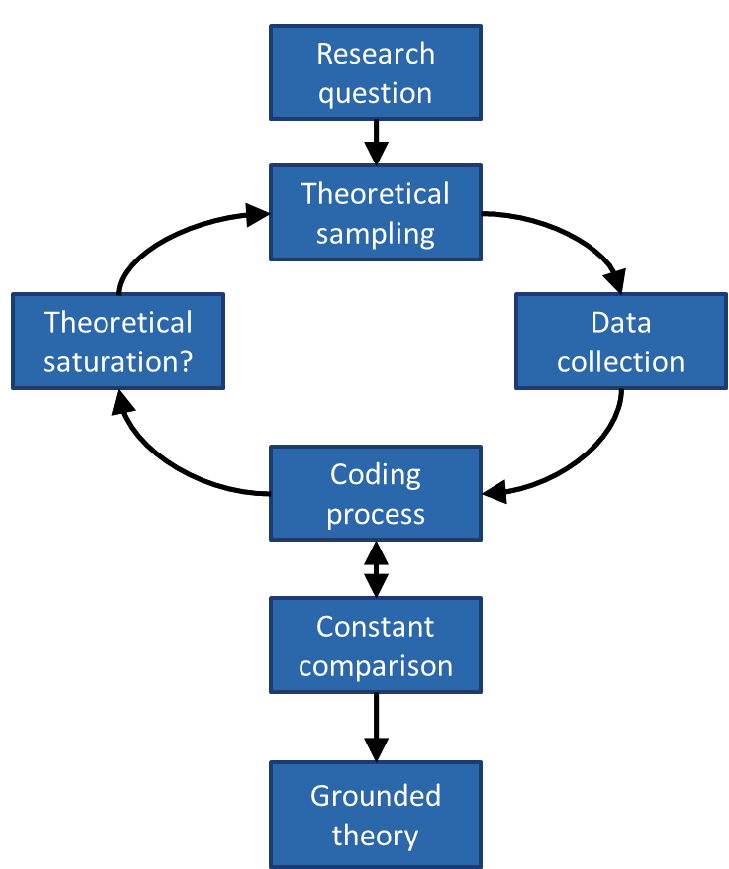 Research
question
Theoretical
sampling
Theoretical
saturation?
Data
collection
Coding
process
Constant
comparison
Grounded
theory